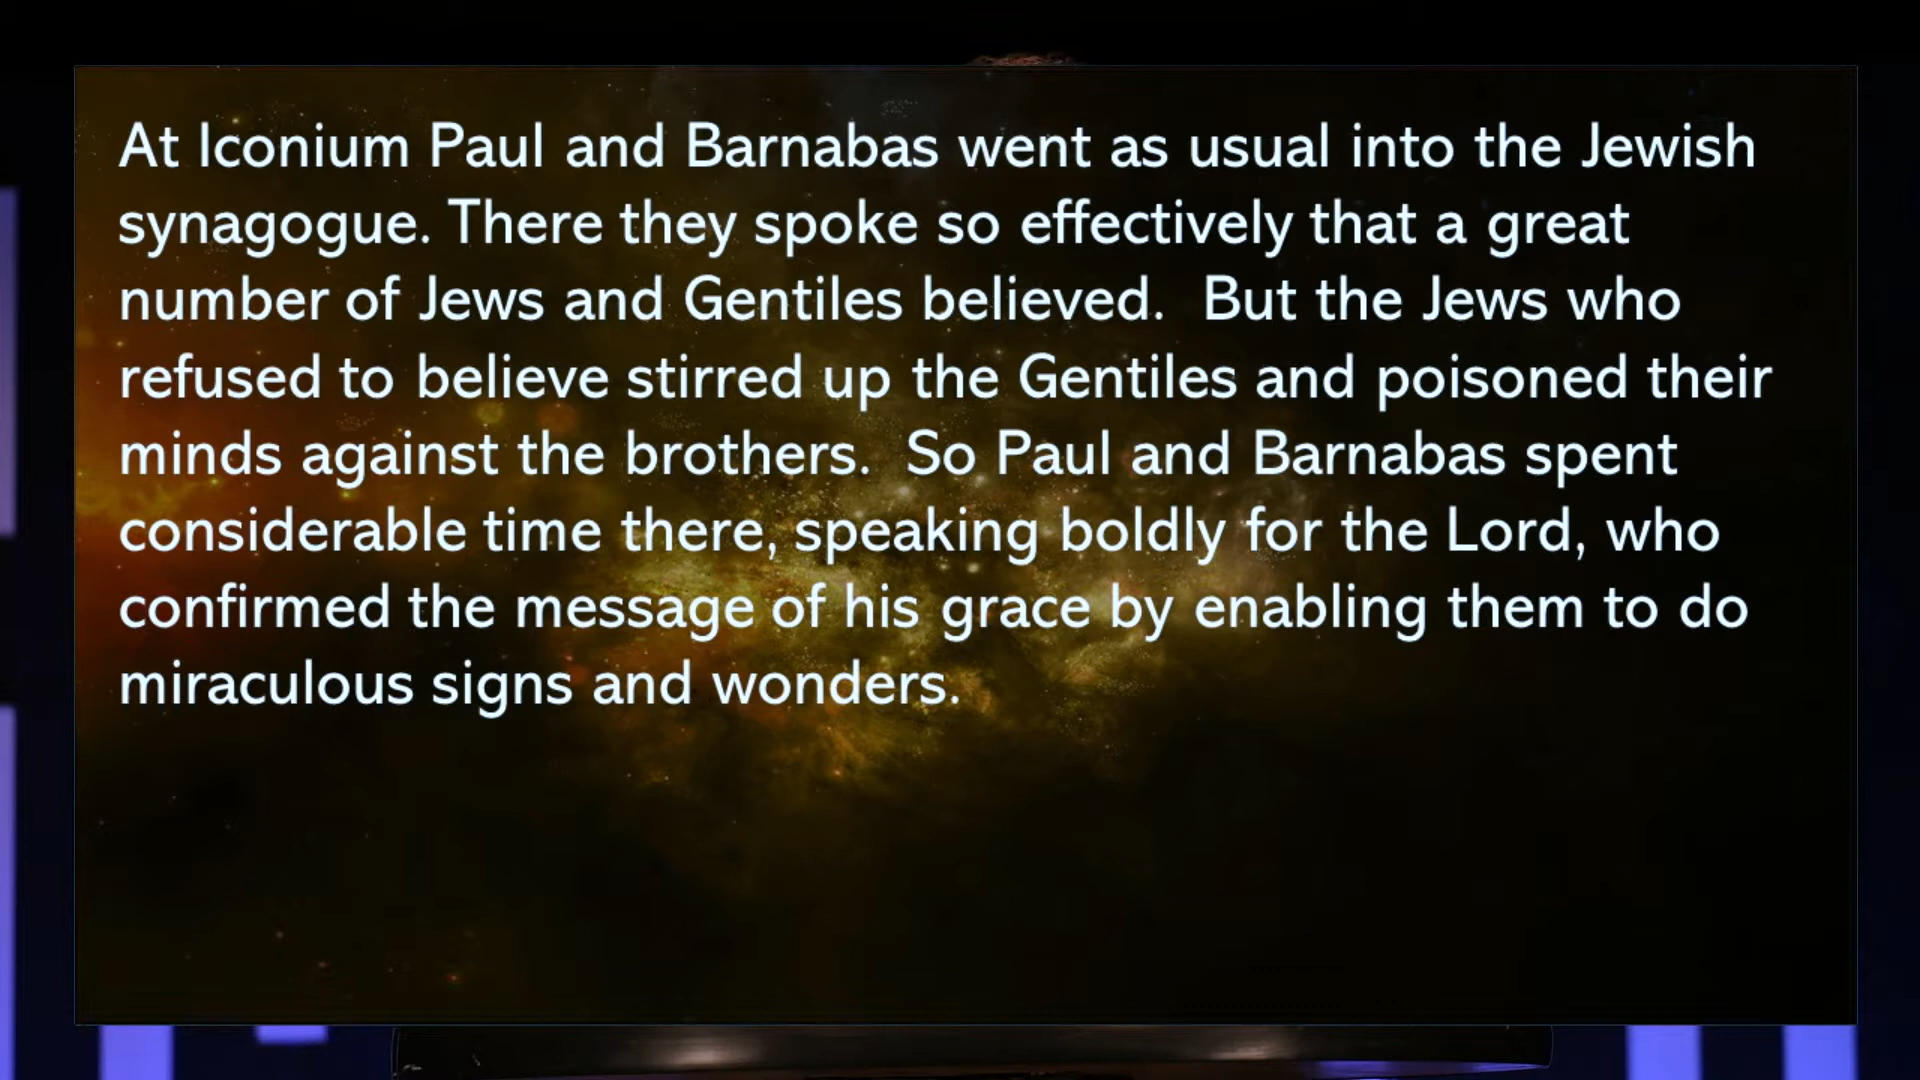 At Iconium Paul and Barnabas went as usual into the Jewish
synagogue. There they spoke so effectively that a great
number of Jews and Gentiles believed.  But the Jews who
refused to believe stirred up the Gentiles and poisoned their
minds against the brothers.  So Paul and Barnabas spent
considerable time there, speaking boldly for the Lord, who
confirmed the message of his grace by enabling them to do
miraculous signs and wonders.